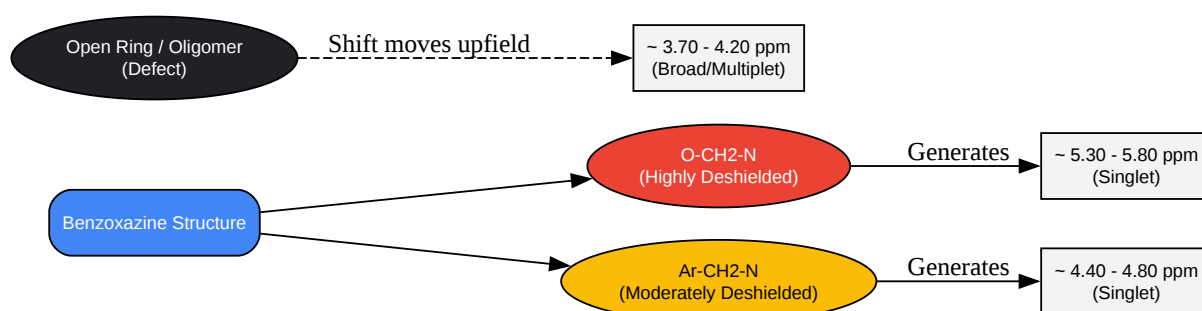 Open Ring / Oligomer
(Defect)
Shift moves upfield
~ 3.70 - 4.20 ppm
(Broad/Multiplet)
Benzoxazine Structure
O-CH2-N
(Highly Deshielded)
Generates
~ 5.30 - 5.80 ppm
(Singlet)
Ar-CH2-N
(Moderately Deshielded)
Generates
~ 4.40 - 4.80 ppm
(Singlet)